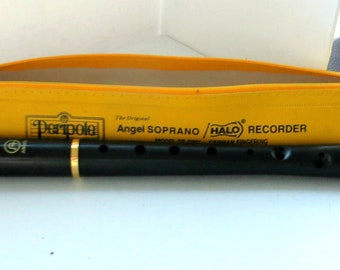 Peripole
The Original
Angel SOPRANO HALO RECORDER
GERMAN FINGERING